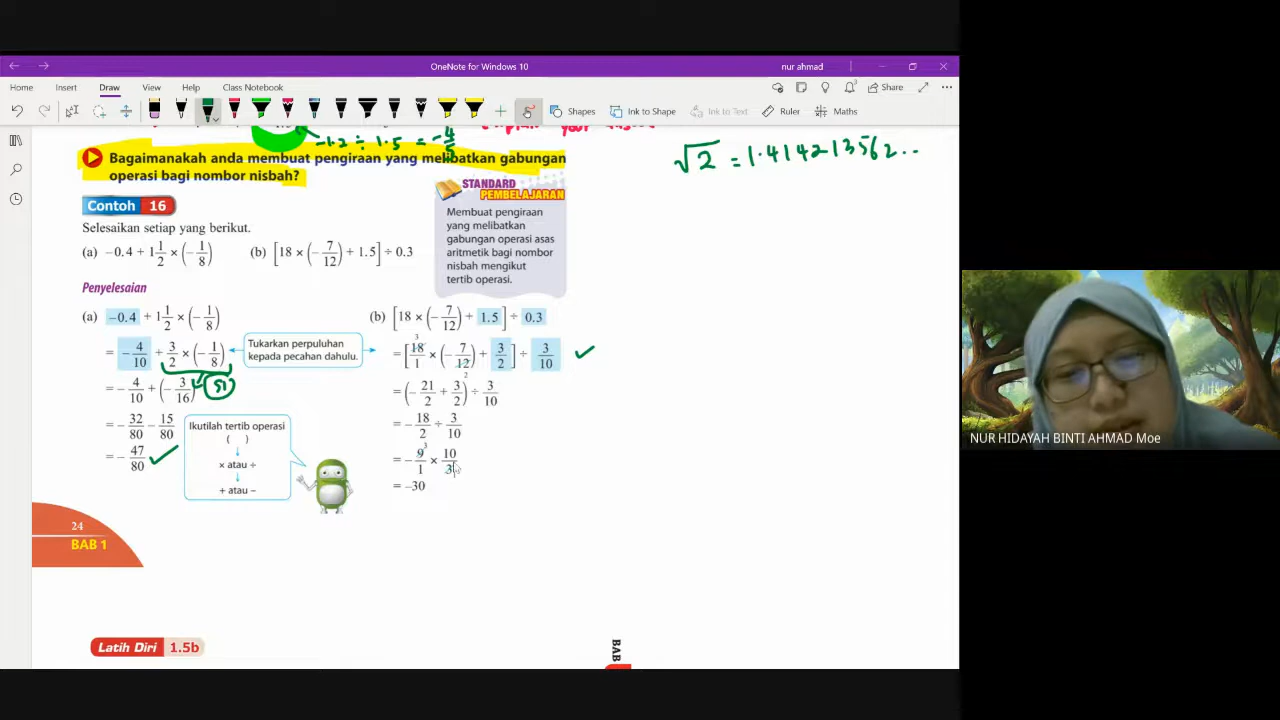 OneNote for Windows 10
nur ahmad
Home Insert Draw View Help Class Notebook
Share
Shapes Ink to Shape Ink to Text Ruler Maths
-1.2 ÷ 1.5 = -4/5
√2 = 1.414213562...
Bagaimanakah anda membuat pengiraan yang melibatkan gabungan
operasi bagi nombor nisbah?
STANDARD
PEMBELAJARAN
Membuat pengiraan
yang melibatkan
gabungan operasi asas
aritmetik bagi nombor
nisbah mengikut
tertib operasi.
Contoh 16
Selesaikan setiap yang berikut.
(a) –0.4 + 1 1/2 × (– 1/8) (b) [18 × (– 7/12) + 1.5] ÷ 0.3
Penyelesaian
(a) –0.4 + 1 1/2 × (– 1/8)
= – 4/10 + 3/2 × (– 1/8)
= – 4/10 + (– 3/16)
= – 32/80 – 15/80
= – 47/80
Tukarkan perpuluhan
kepada pecahan dahulu.
Ikutilah tertib operasi
( )
× atau ÷
+ atau –
(b) [18 × (– 7/12) + 1.5] ÷ 0.3
= [18/1 × (– 7/12) + 3/2] ÷ 3/10
= (– 21/2 + 3/2) ÷ 3/10
= – 18/2 ÷ 3/10
= – 9/1 × 10/3
= –30
24
BAB 1
Latih Diri 1.5b
BAB
NUR HIDAYAH BINTI AHMAD Moe